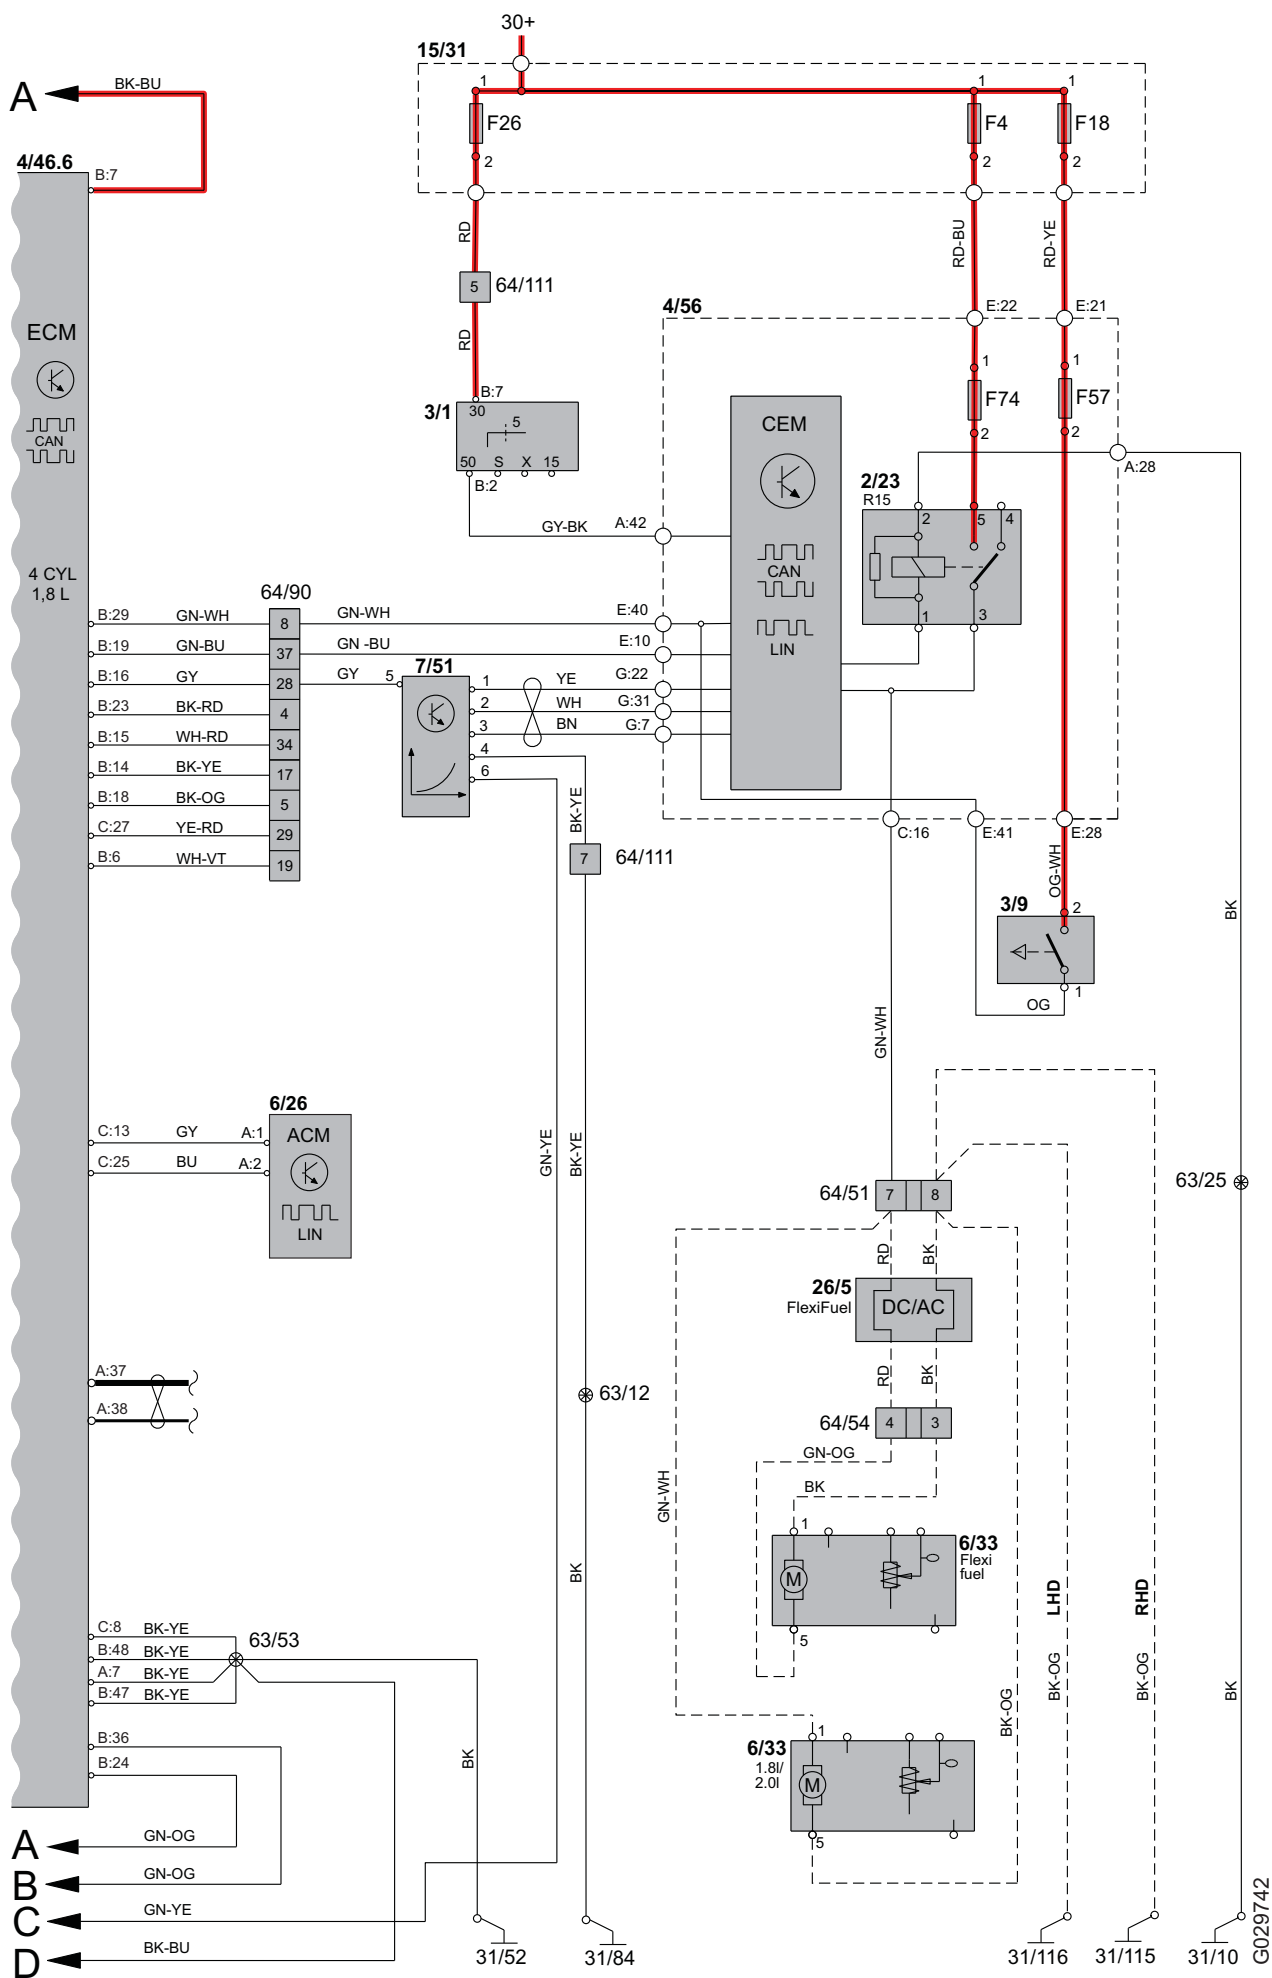 30+
15/31
A
BK-BU
1
1
1
F26
F4
F18
2
2
2
4/46.6
B:7
RD
RD-BU
RD-YE
5
64/111
4/56
E:22
E:21
ECM
RD
CAN
1
1
B:7
CEM
F74
F57
3/1
30
5
2
2
50
S
X
15
B:2
A:28
2/23
R15
GY-BK
A:42
2
5
4
CAN
4 CYL
1,8 L
64/90
LIN
1
3
B:29
GN-WH
8
GN-WH
E:40
B:19
GN-BU
37
GN -BU
E:10
7/51
B:16
GY
28
GY
5
1
YE
G:22
2
WH
G:31
B:23
BK-RD
4
3
BN
G:7
B:15
WH-RD
34
4
B:14
BK-YE
17
6
B:18
BK-OG
5
BK-YE
C:27
YE-RD
29
C:16
E:41
E:28
B:6
WH-VT
19
7
64/111
OG-WH
3/9
2
BK
1
OG
GN-WH
6/26
C:13
GY
A:1
ACM
C:25
BU
A:2
GN-YE
BK-YE
LIN
64/51
7
8
63/25
RD
BK
26/5
FlexiFuel
DC/AC
A:37
RD
BK
63/12
A:38
64/54
4
3
GN-OG
GN-WH
BK
1
6/33
Flexi
fuel
M
BK
LHD
RHD
5
C:8
BK-YE
63/53
B:48
BK-YE
A:7
BK-YE
B:47
BK-YE
BK-OG
BK-OG
BK-OG
BK
B:36
B:24
BK
1
6/33
1.8l/
2.0l
M
5
A
GN-OG
B
GN-OG
C
GN-YE
D
BK-BU
31/52
31/84
31/116
31/115
31/10
G029742